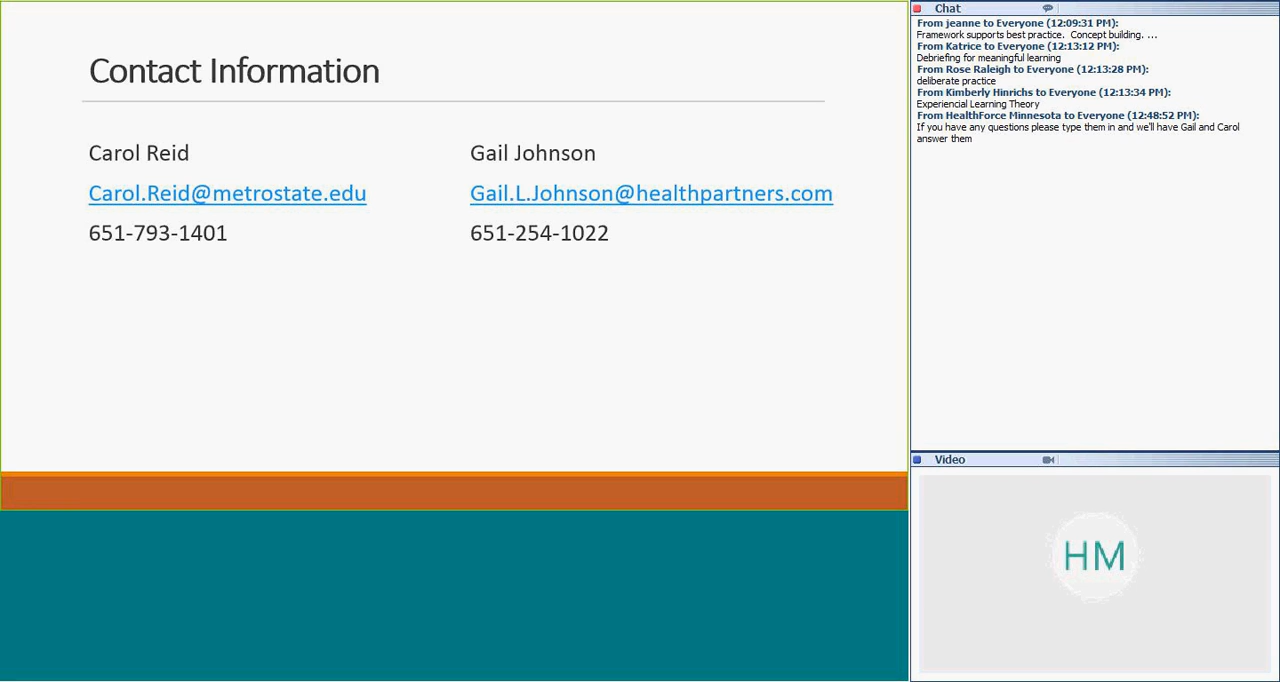 Contact Information
Carol Reid
Carol.Reid@metrostate.edu
651-793-1401
Gail Johnson
Gail.L.Johnson@healthpartners.com
651-254-1022
Chat
From jeanne to Everyone (12:09:31 PM):
Framework supports best practice. Concept building. ...
From Katrice to Everyone (12:13:12 PM):
Debriefing for meaningful learning
From Rose Raleigh to Everyone (12:13:28 PM):
deliberate practice
From Kimberly Hinrichs to Everyone (12:13:34 PM):
Experiencial Learning Theory
From HealthForce Minnesota to Everyone (12:48:52 PM):
If you have any questions please type them in and we'll have Gail and Carol
answer them
Video
HM